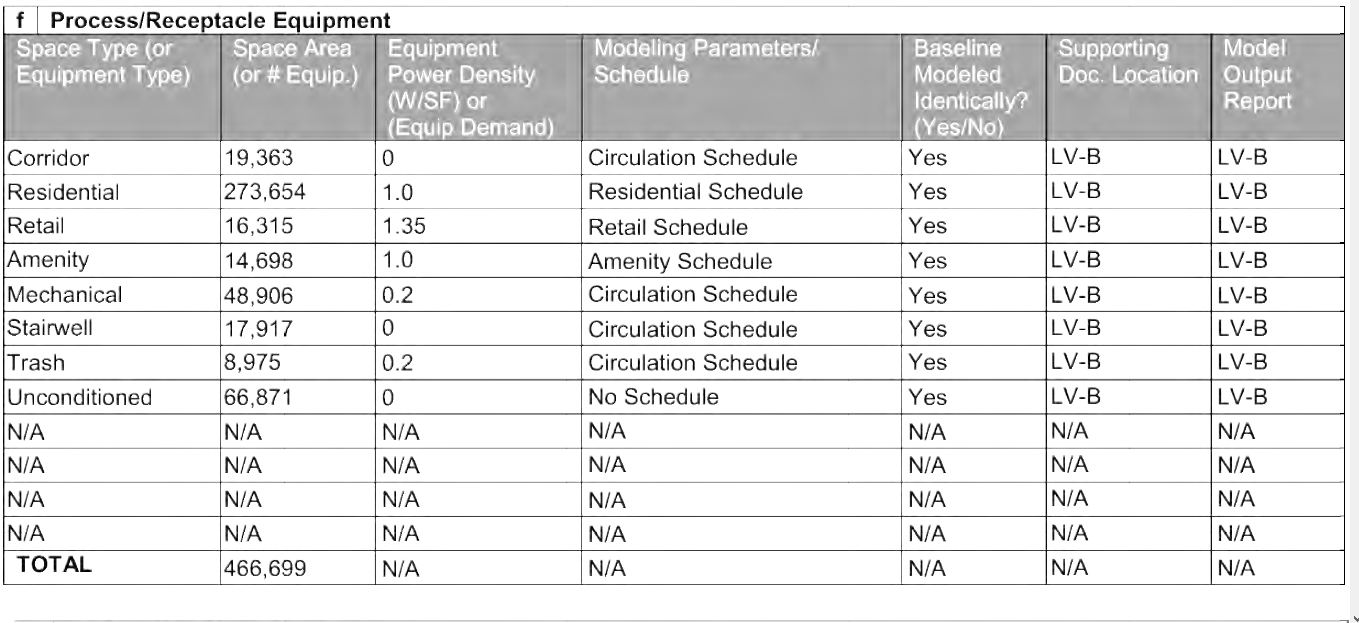 f Process/Receptacle Equipment
Space Type (or Equipment Type) Space Area (or # Equip.) Equipment Power Density (W/SF) or (Equip Demand) Modeling Parameters/ Schedule Baseline Modeled Identically? (Yes/No) Supporting Doc. Location Model Output Report
Corridor 19,363 0 Circulation Schedule Yes LV-B LV-B
Residential 273,654 1.0 Residential Schedule Yes LV-B LV-B
Retail 16,315 1.35 Retail Schedule Yes LV-B LV-B
Amenity 14,698 1.0 Amenity Schedule Yes LV-B LV-B
Mechanical 48,906 0.2 Circulation Schedule Yes LV-B LV-B
Stairwell 17,917 0 Circulation Schedule Yes LV-B LV-B
Trash 8,975 0.2 Circulation Schedule Yes LV-B LV-B
Unconditioned 66,871 0 No Schedule Yes LV-B LV-B
N/A N/A N/A N/A N/A N/A N/A
N/A N/A N/A N/A N/A N/A N/A
N/A N/A N/A N/A N/A N/A N/A
N/A N/A N/A N/A N/A N/A N/A
TOTAL 466,699 N/A N/A N/A N/A N/A